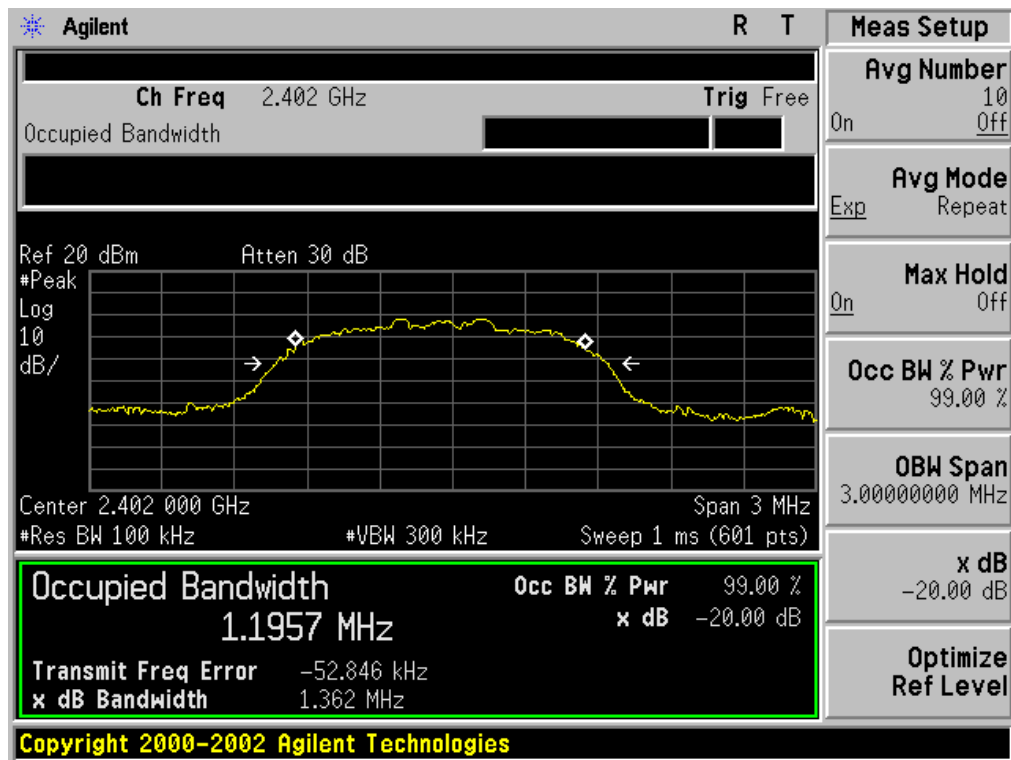 Agilent R T
Ch Freq 2.402 GHz Trig Free
Occupied Bandwidth
Ref 20 dBm Atten 30 dB
#Peak
Log
10
dB/
Center 2.402 000 GHz Span 3 MHz
#Res BW 100 kHz #VBW 300 kHz Sweep 1 ms (601 pts)
Occupied Bandwidth Occ BW % Pwr 99.00 %
1.1957 MHz x dB -20.00 dB
Transmit Freq Error -52.846 kHz
x dB Bandwidth 1.362 MHz
Copyright 2000-2002 Agilent Technologies
Meas Setup
Avg Number
10
On Off
Avg Mode
Exp Repeat
Max Hold
On Off
Occ BW % Pwr
99.00 %
OBW Span
3.00000000 MHz
x dB
-20.00 dB
Optimize
Ref Level